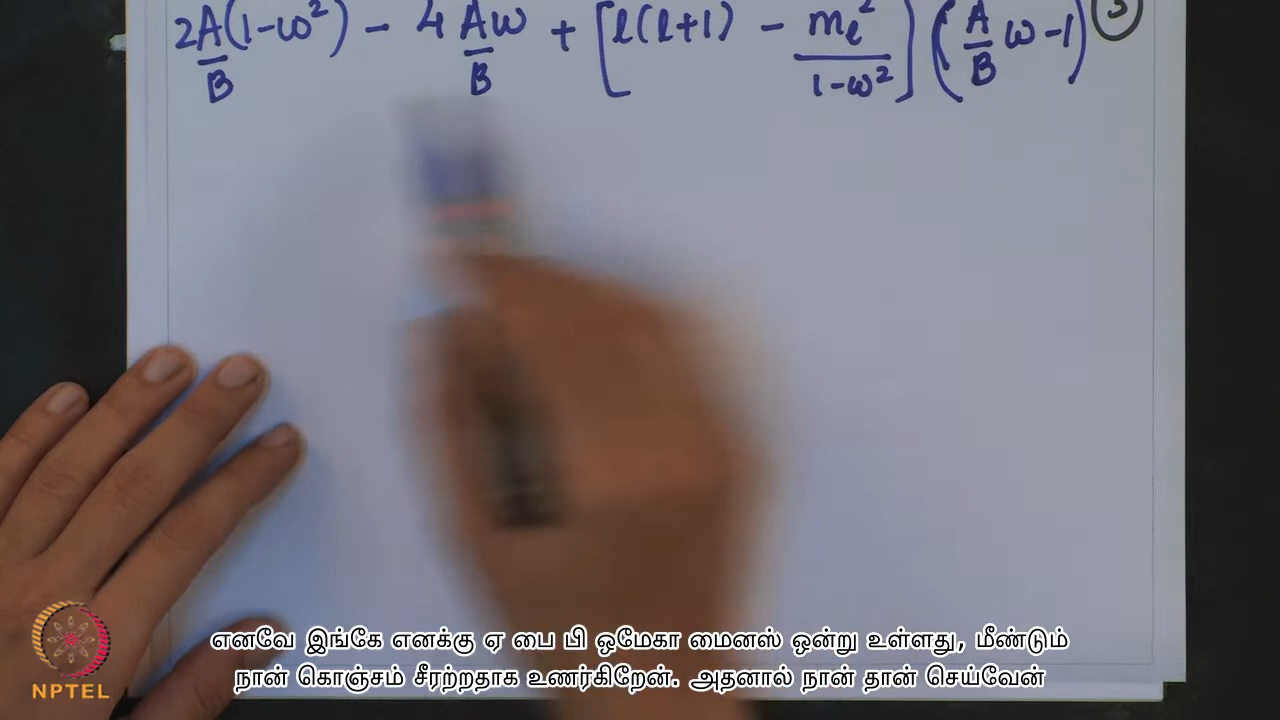 2A/B (1-ω²) - 4 A/B ω + [l(l+1) - m_l²/(1-ω²)] (A/B ω - 1) ③
எனவே இங்கே எனக்கு ஏ பை பி ஒமேகா மைனஸ் ஒன்று உள்ளது, மீண்டும்
நான் கொஞ்சம் சீரற்றதாக உணர்கிறேன். அதனால் நான் தான் செய்வேன்
NPTEL